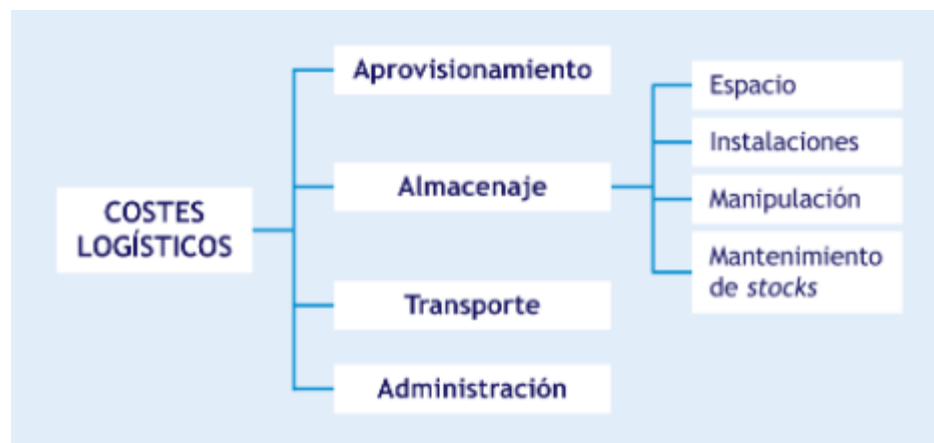 COSTES
LOGÍSTICOS
Aprovisionamiento
Almacenaje
Espacio
Instalaciones
Manipulación
Mantenimiento
de stocks
Transporte
Administración